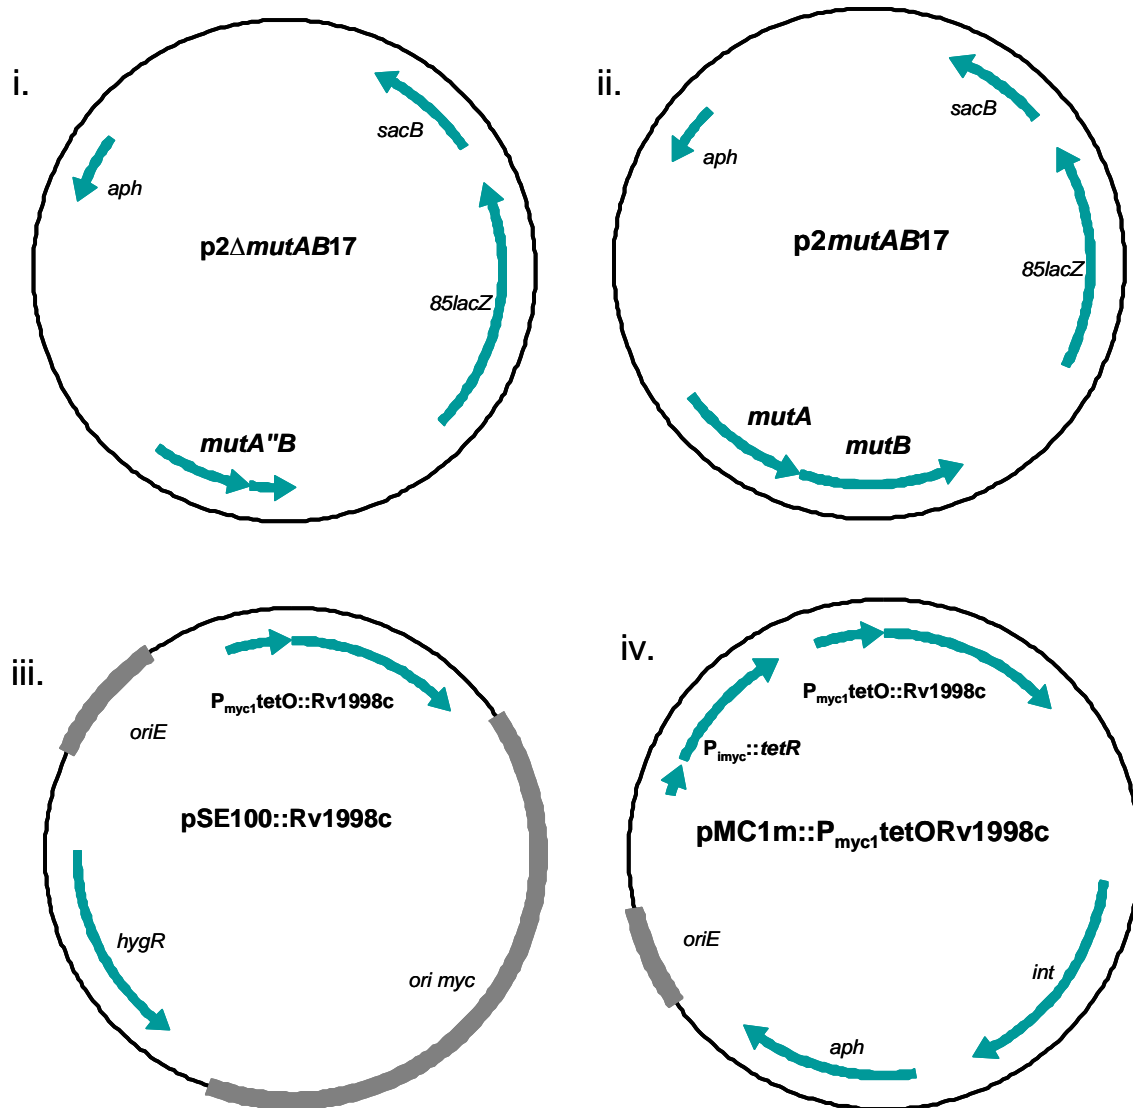 i.
sacB
aph
p2ΔmutAB17
85lacZ
mutA"B
ii.
sacB
aph
p2mutAB17
85lacZ
mutA
mutB
iii.
Pmyc1tetO::Rv1998c
oriE
pSE100::Rv1998c
hygR
ori myc
iv.
Pmyc1tetO::Rv1998c
Pimyc::tetR
pMC1m::Pmyc1tetORv1998c
oriE
int
aph